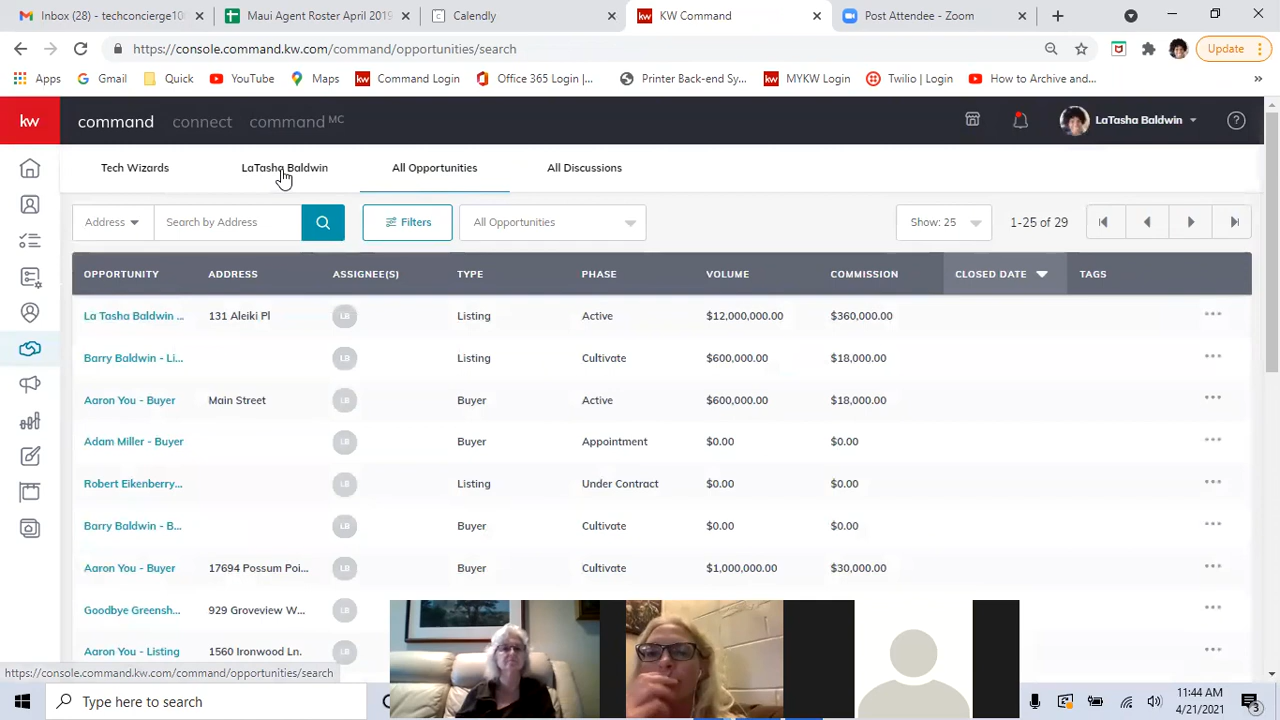 Inbox (28) - techconcierge10
Maui Roster April 2019
Calendly
KW Command
Post Attendee - Zoom
https://console.command.kw.com/command/opportunities/search
Update
Apps
Gmail
Quick
YouTube
Maps
Command Login
Office 365 Login |...
Printer Back-end Sy...
MYKW Login
Twilio | Login
How to Archive and...
kw
command
connect
command MC
LaTasha Baldwin
Tech Wizards
LaTasha Baldwin
All Opportunities
All Discussions
Address
Search by Address
Filters
All Opportunities
Show: 25
1-25 of 29
OPPORTUNITY ADDRESS ASSIGNEE(S) TYPE PHASE VOLUME COMMISSION CLOSED DATE TAGS
La Tasha Baldwin ... 131 Aleiki Pl LB Listing Active $12,000,000.00 $360,000.00
Barry Baldwin - Li... LB Listing Cultivate $600,000.00 $18,000.00
Aaron You - Buyer Main Street LB Buyer Active $600,000.00 $18,000.00
Adam Miller - Buyer LB Buyer Appointment $0.00 $0.00
Robert Eikenberry... LB Listing Under Contract $0.00 $0.00
Barry Baldwin - B... LB Buyer Cultivate $0.00 $0.00
Aaron You - Buyer 17694 Possum Poi... LB Buyer Cultivate $1,000,000.00 $30,000.00
Goodbye Greensh... 929 Groveview W... LB
Aaron You - Listing 1560 Ironwood Ln. LB
https://console.command.kw.com/command/opportunities/search
Type here to search
11:44 AM
4/21/2021
3